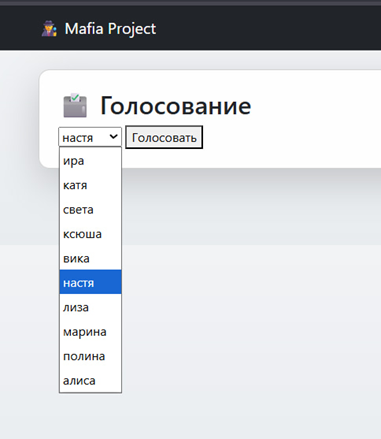 Mafia Project
Голосование
настя Голосовать
ира
катя
света
ксюша
вика
настя
лиза
марина
полина
алиса